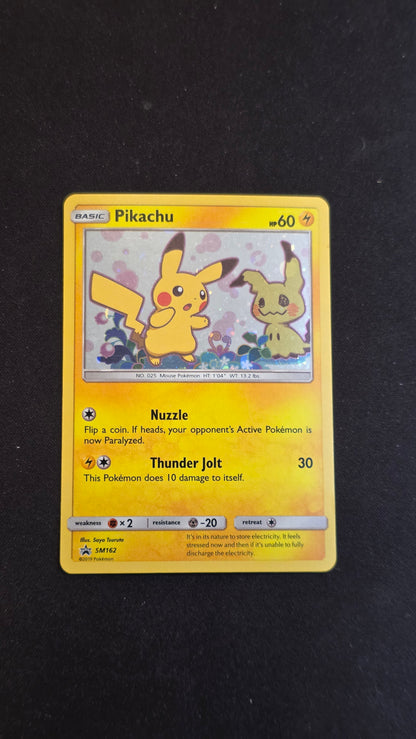 BASIC Pikachu HP60
NO. 025 Mouse Pokémon HT: 1'04" WT: 13.2 lbs.
Nuzzle
Flip a coin. If heads, your opponent's Active Pokémon is
now Paralyzed.
Thunder Jolt 30
This Pokémon does 10 damage to itself.
weakness ×2 resistance -20 retreat
Illus. Saya Tsuruta
SM162
©2019 Pokémon
It's in its nature to store electricity. It feels
stressed now and then if it's unable to fully
discharge the electricity.